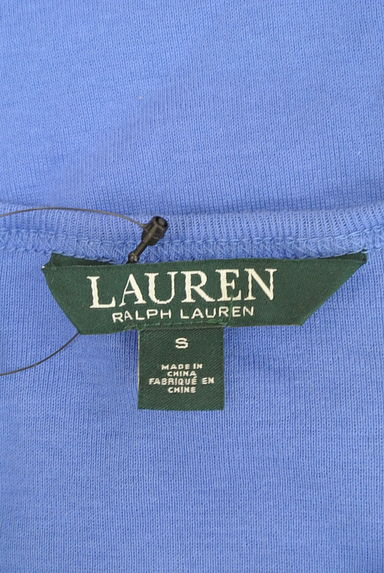 LAUREN
RALPH LAUREN
S
MADE IN
CHINA
FABRIQUÉ EN
CHINE